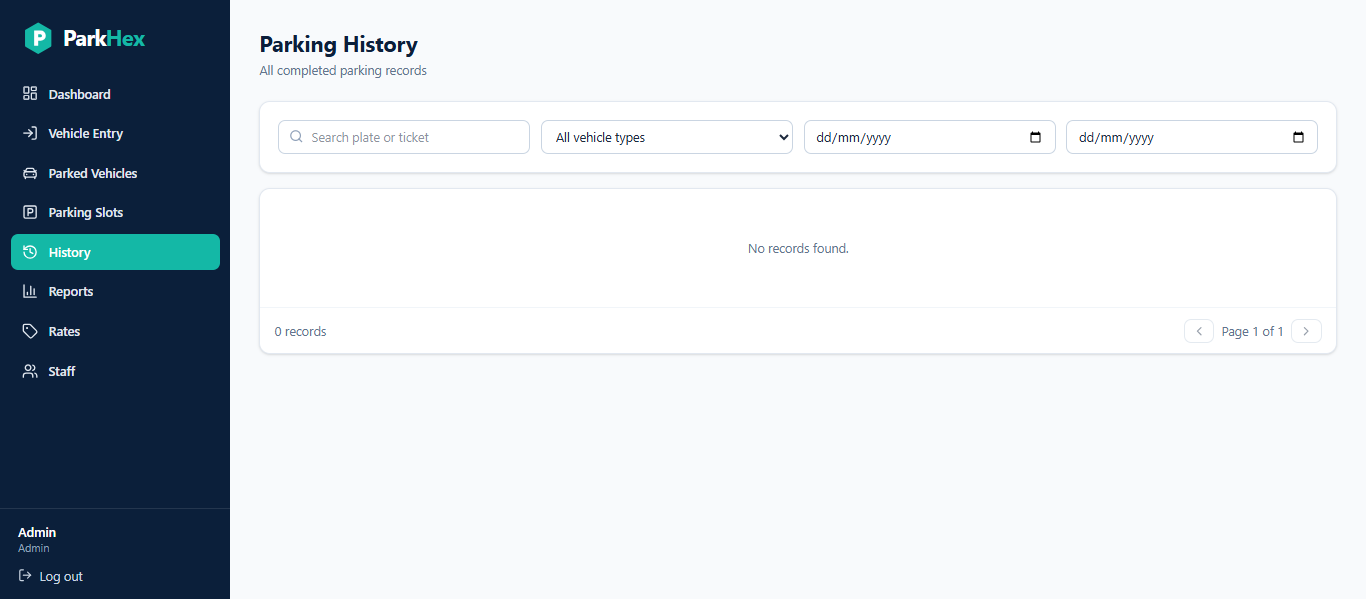 P ParkHex
Dashboard
Vehicle Entry
Parked Vehicles
P Parking Slots
History
Reports
Rates
Staff
Admin
Admin
Log out
Parking History
All completed parking records
Search plate or ticket
All vehicle types
dd/mm/yyyy
dd/mm/yyyy
No records found.
0 records
Page 1 of 1